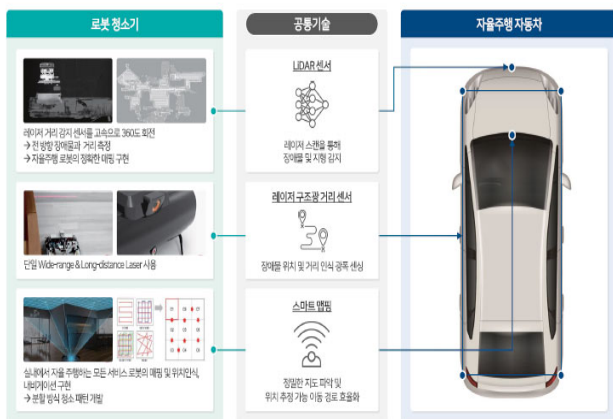 로봇 청소기
공통기술
자율주행 자동차
레이저 거리 감지 센서를 고속으로 360도 회전
→ 전 방향 장애물과 거리 측정
→ 자율주행 로봇의 정확한 매핑 구현
LiDAR 센서
레이저 스캔을 통해
장애물 및 지형 감지
단일 Wide-range & Long-distance Laser 사용
레이저 구조광 거리 센서
장애물 위치 및 거리 인식 광폭 센싱
실내에서 자율 주행하는 모든 서비스 로봇의 매핑 및 위치인식,
내비게이션 구현
→ 분할 방식 청소 패턴 개발
스마트 맵핑
정밀한 지도 파악 및
위치 추정 가능 이동 경로 효율화